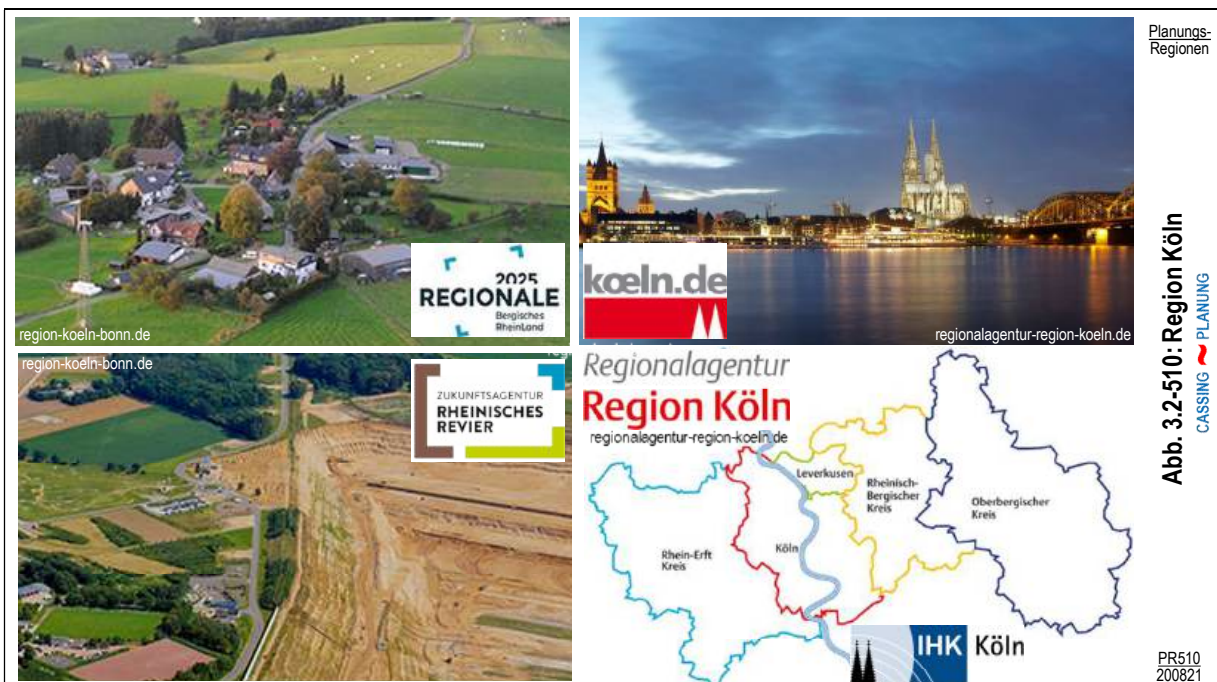 2025
REGIONALE
Bergisches
RheinLand
region-koeln-bonn.de
koeln.de
regionalagentur-region-koeln.de
region-koeln-bonn.de
ZUKUNFTSAGENTUR
RHEINISCHES
REVIER
Regionalagentur
Region Köln
regionalagentur-region-koeln.de
Leverkusen
Rheinisch-
Bergischer
Kreis
Oberbergischer
Kreis
Rhein-Erft
Kreis
Köln
IHK Köln
Planungs-
Regionen
Abb. 3.2-510: Region Köln
CASSING ~ PLANUNG
PR510
200821